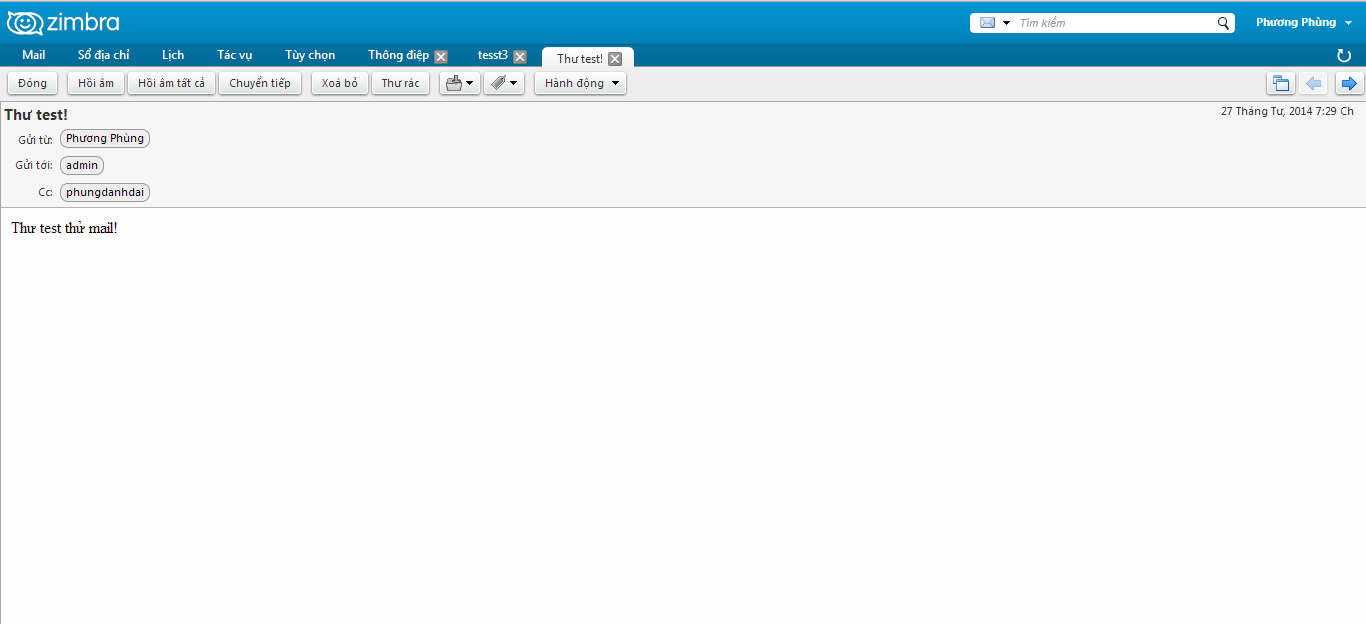 zimbra Tìm kiếm Phương Phùng
Mail Sổ địa chỉ Lịch Tác vụ Tùy chọn Thông điệp tesst3 Thư test!
Đóng Hồi âm Hồi âm tất cả Chuyển tiếp Xoá bỏ Thư rác Hành động
Thư test! 27 Tháng Tư, 2014 7:29 Ch
Gửi từ: Phương Phùng
Gửi tới: admin
Cc: phungdanhdai
Thư test thử mail!